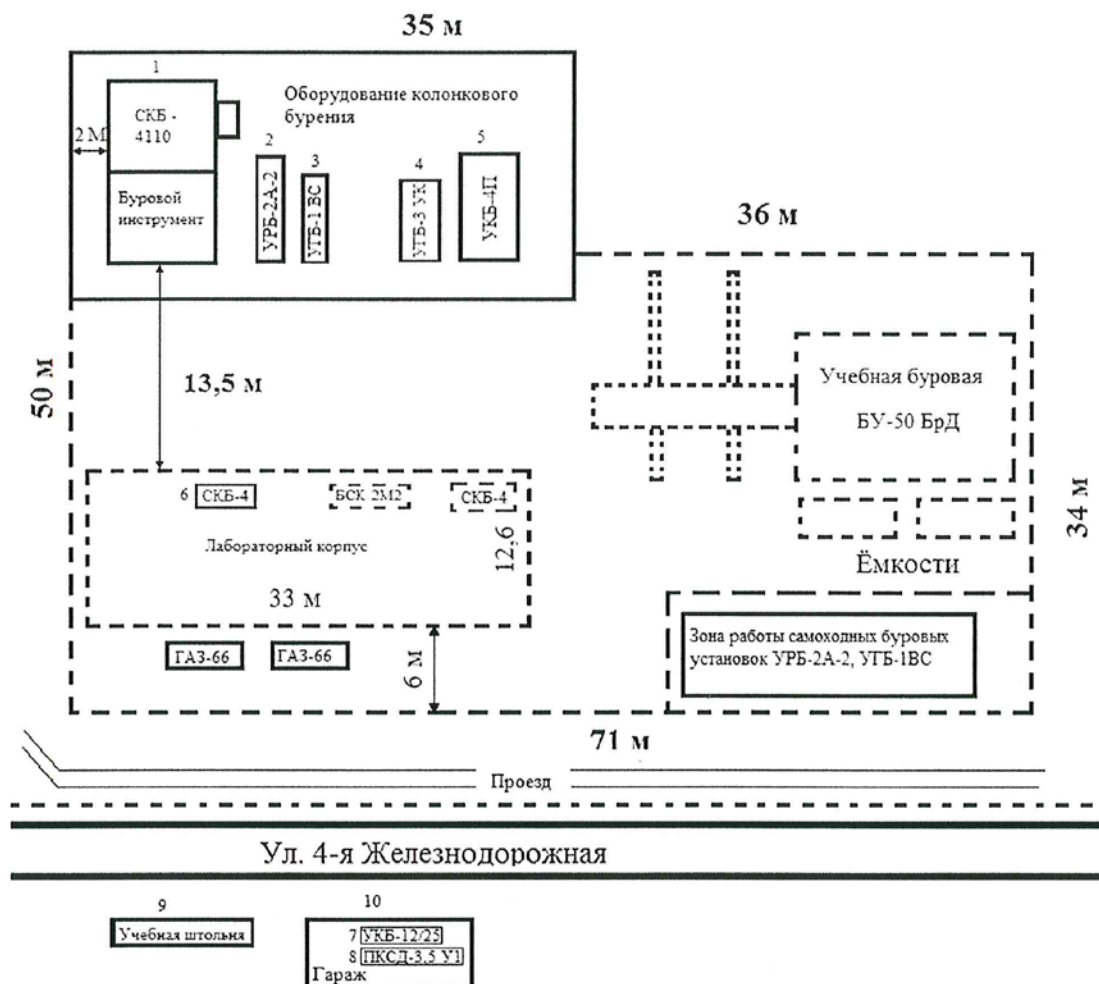 35 м
1
СКБ -
4110
Оборудование колонкового
бурения
2 М
2
3
4
5
Буровой
инструмент
УРБ-2А-2
УГБ-1 ВС
УГБ-3 УК
УКБ-4П
36 м
50 м
13,5 м
Учебная буровая
БУ-50 БрД
6 СКБ-4
БСК 2М2
СКБ-4
Лабораторный корпус
12,6
33 м
34 м
Ёмкости
ГАЗ-66
ГАЗ-66
6 м
Зона работы самоходных буровых
установок УРБ-2А-2, УГБ-1ВС
71 м
Проезд
Ул. 4-я Железнодорожная
9
10
Учебная штольня
7 УКБ-12/25
8 ПКСД-3,5 У1
Гараж